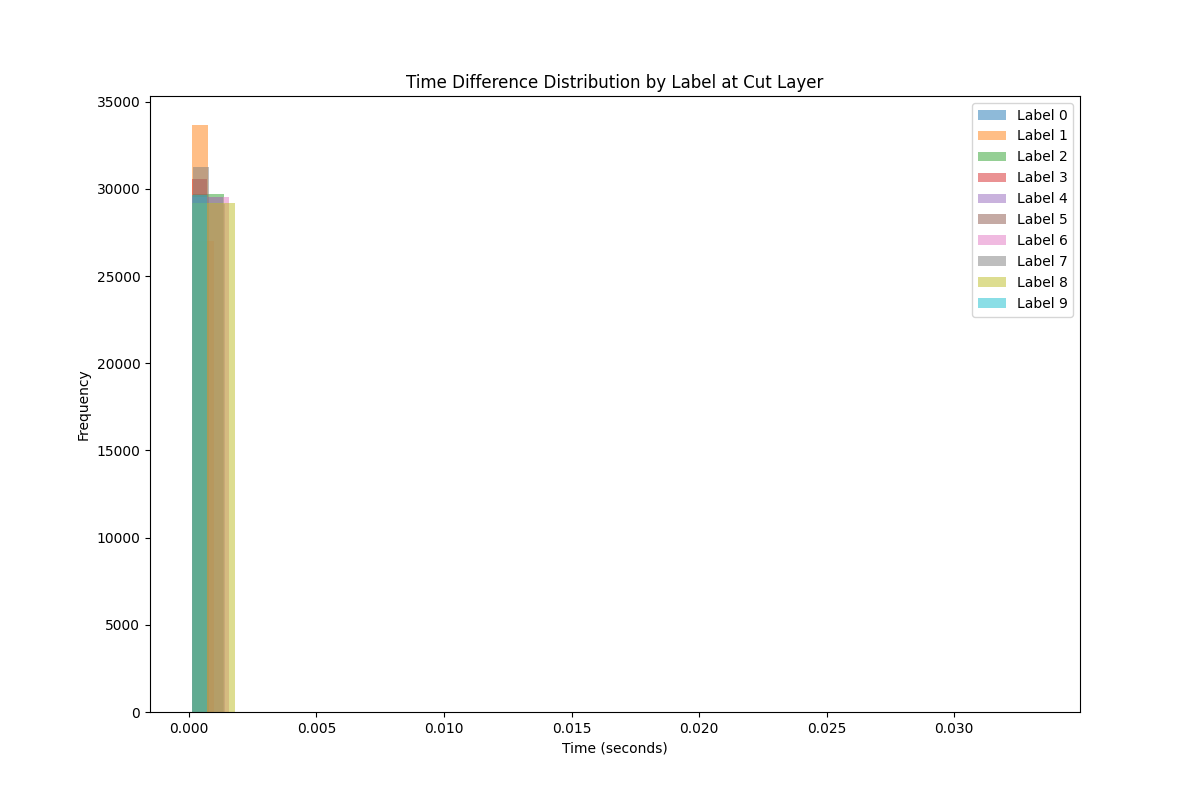 Time Difference Distribution by Label at Cut Layer
35000
30000
25000
20000
15000
10000
5000
0
Frequency
0.000
0.005
0.010
0.015
0.020
0.025
0.030
Time (seconds)
Label 0
Label 1
Label 2
Label 3
Label 4
Label 5
Label 6
Label 7
Label 8
Label 9